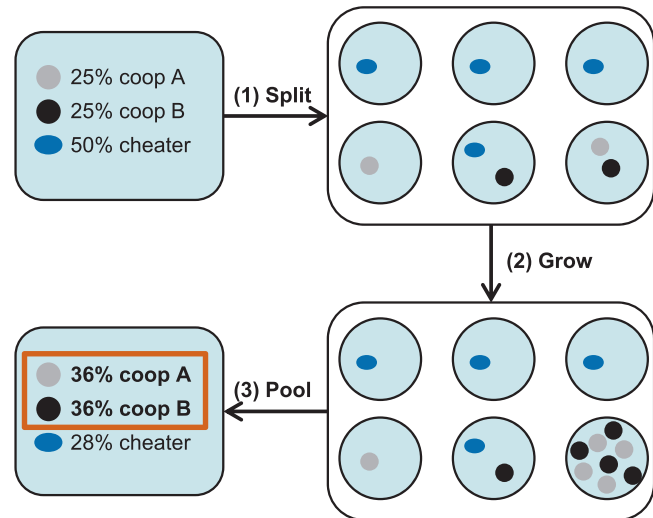 25% coop A
25% coop B
50% cheater
(1) Split
(2) Grow
36% coop A
36% coop B
28% cheater
(3) Pool